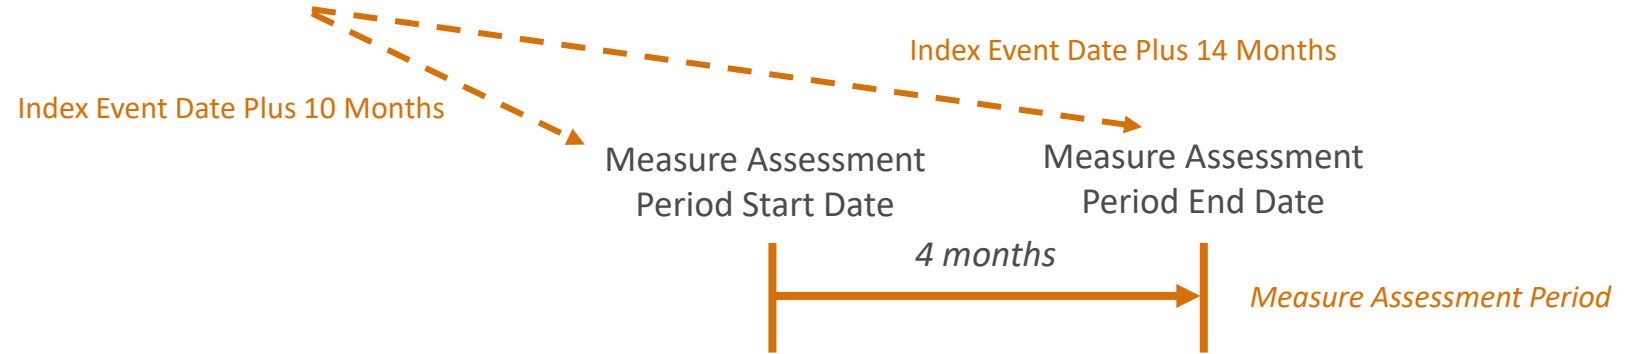 Index Event Date Plus 14 Months
Index Event Date Plus 10 Months
Measure Assessment
Period Start Date
Measure Assessment
Period End Date
4 months
Measure Assessment Period